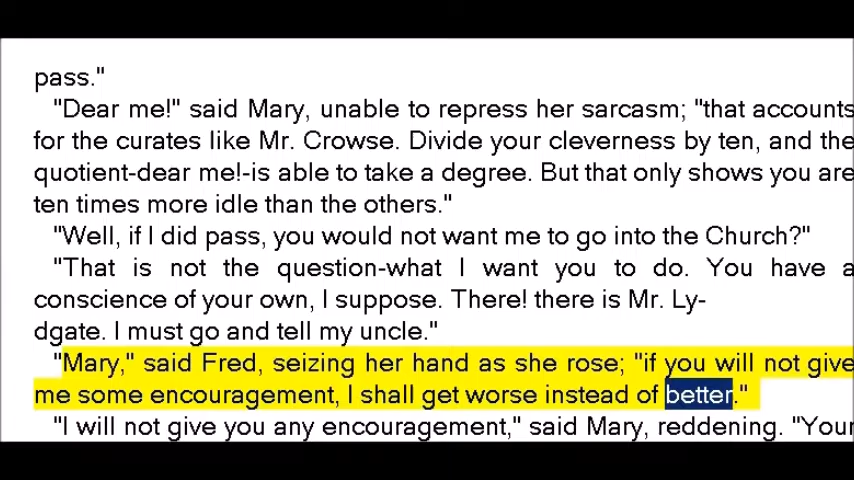 pass."
"Dear me!" said Mary, unable to repress her sarcasm; "that accounts
for the curates like Mr. Crowse. Divide your cleverness by ten, and the
quotient-dear me!-is able to take a degree. But that only shows you are
ten times more idle than the others."
"Well, if I did pass, you would not want me to go into the Church?"
"That is not the question-what I want you to do. You have a
conscience of your own, I suppose. There! there is Mr. Ly-
dgate. I must go and tell my uncle."
"Mary," said Fred, seizing her hand as she rose; "if you will not give
me some encouragement, I shall get worse instead of better."
"I will not give you any encouragement," said Mary, reddening. "Your